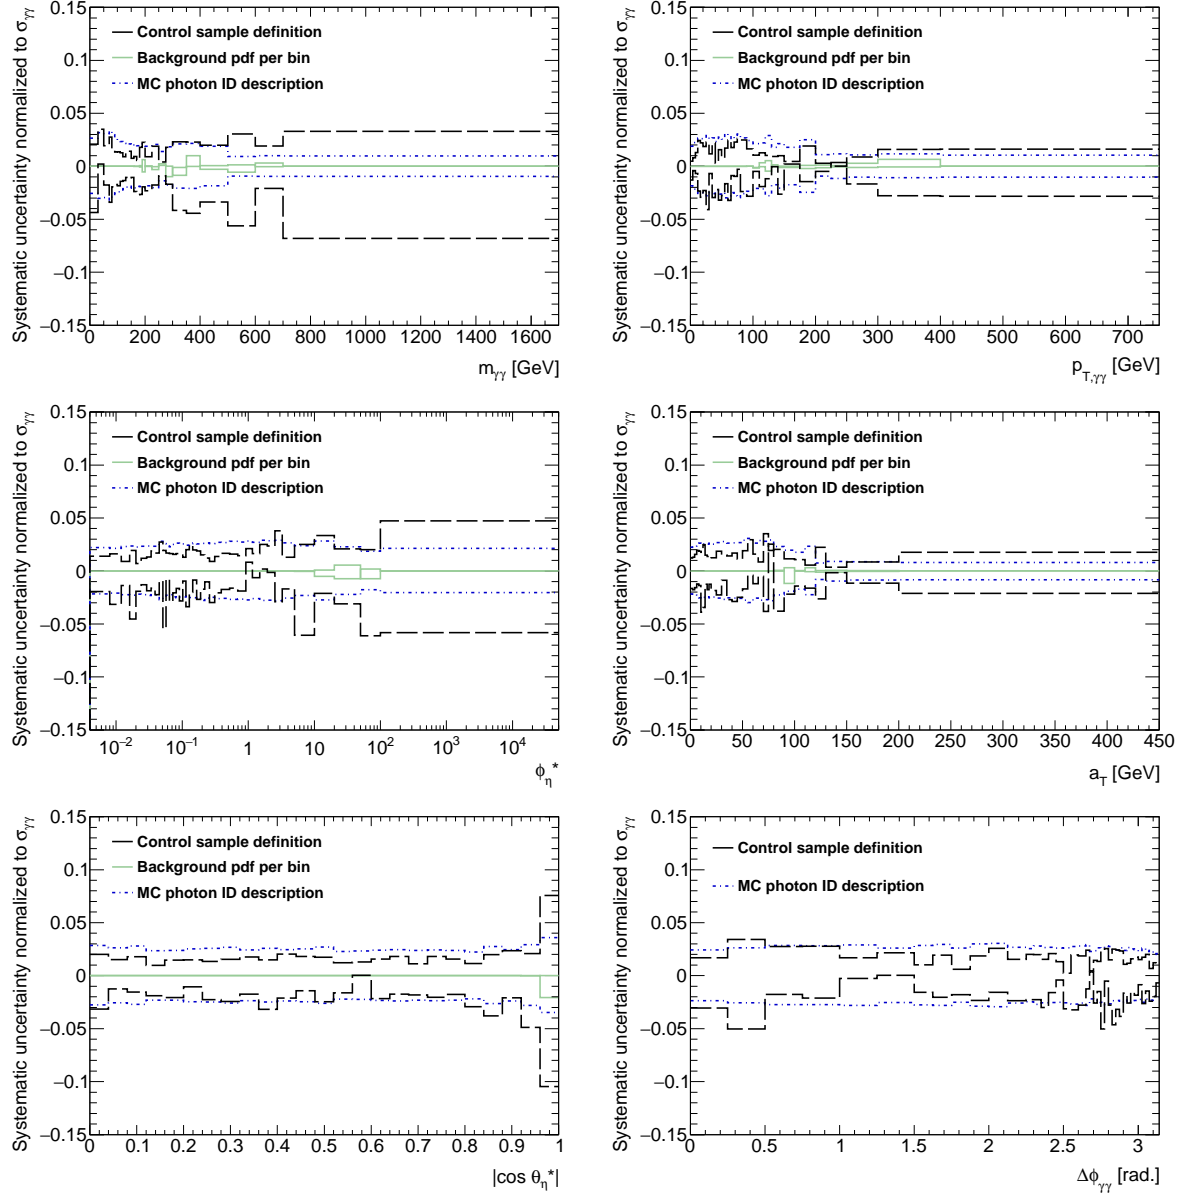 Systematic uncertainty normalized to σγγ
0.15
0.1
0.05
0
−0.05
−0.1
−0.15
Control sample definition
Background pdf per bin
MC photon ID description
0 200 400 600 800 1000 1200 1400 1600
mγγ [GeV]
Systematic uncertainty normalized to σγγ
0.15
0.1
0.05
0
−0.05
−0.1
−0.15
Control sample definition
Background pdf per bin
MC photon ID description
0 100 200 300 400 500 600 700
pT,γγ [GeV]
Systematic uncertainty normalized to σγγ
0.15
0.1
0.05
0
−0.05
−0.1
−0.15
Control sample definition
Background pdf per bin
MC photon ID description
10⁻² 10⁻¹ 1 10 10² 10³ 10⁴
ϕη*
Systematic uncertainty normalized to σγγ
0.15
0.1
0.05
0
−0.05
−0.1
−0.15
Control sample definition
Background pdf per bin
MC photon ID description
0 50 100 150 200 250 300 350 400 450
aT [GeV]
Systematic uncertainty normalized to σγγ
0.15
0.1
0.05
0
−0.05
−0.1
−0.15
Control sample definition
Background pdf per bin
MC photon ID description
0 0.1 0.2 0.3 0.4 0.5 0.6 0.7 0.8 0.9 1
|cos θη*|
Systematic uncertainty normalized to σγγ
0.15
0.1
0.05
0
−0.05
−0.1
−0.15
Control sample definition
MC photon ID description
0 0.5 1 1.5 2 2.5 3
Δϕγγ [rad.]